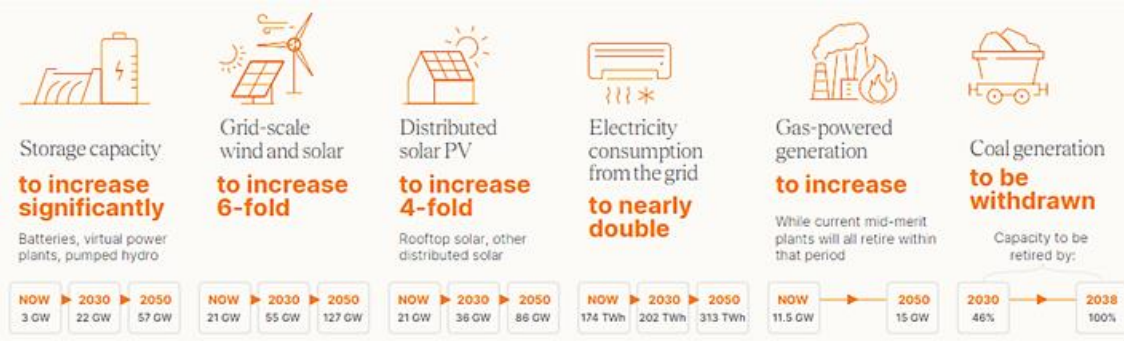 Storage capacity
to increase
significantly
Batteries, virtual power
plants, pumped hydro
NOW
3 GW
2030
22 GW
2050
57 GW
Grid-scale
wind and solar
to increase
6-fold
NOW
21 GW
2030
55 GW
2050
127 GW
Distributed
solar PV
to increase
4-fold
Rooftop solar, other
distributed solar
NOW
21 GW
2030
36 GW
2050
86 GW
Electricity
consumption
from the grid
to nearly
double
NOW
174 TWh
2030
202 TWh
2050
313 TWh
Gas-powered
generation
to increase
While current mid-merit
plants will all retire within
that period
NOW
11.5 GW
2050
15 GW
Coal generation
to be
withdrawn
Capacity to be
retired by:
2030
46%
2038
100%